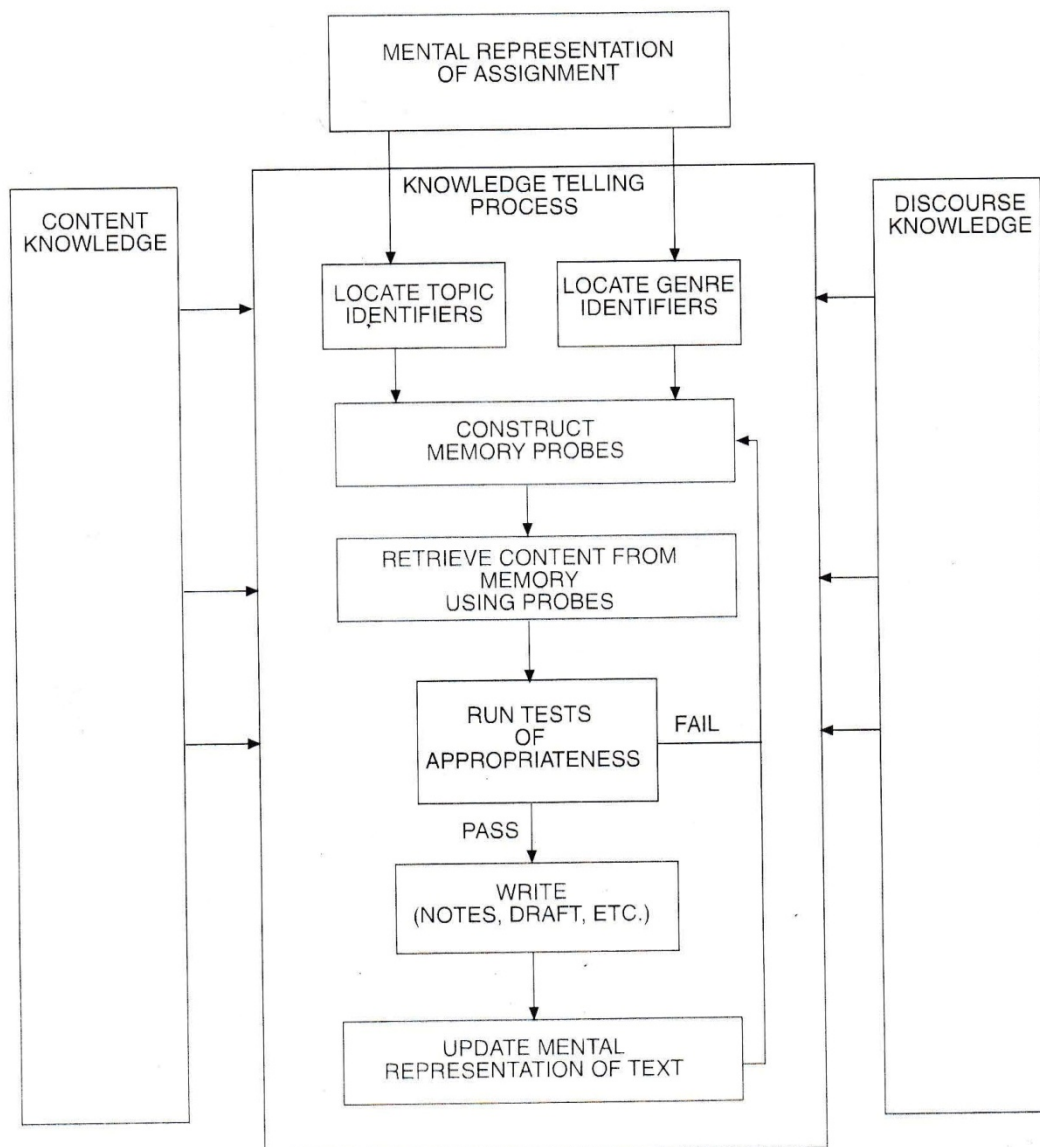 MENTAL REPRESENTATION
OF ASSIGNMENT
KNOWLEDGE TELLING
PROCESS
CONTENT
KNOWLEDGE
DISCOURSE
KNOWLEDGE
LOCATE TOPIC
IDENTIFIERS
LOCATE GENRE
IDENTIFIERS
CONSTRUCT
MEMORY PROBES
RETRIEVE CONTENT FROM
MEMORY
USING PROBES
RUN TESTS
OF
APPROPRIATENESS
FAIL
PASS
WRITE
(NOTES, DRAFT, ETC.)
UPDATE MENTAL
REPRESENTATION OF TEXT